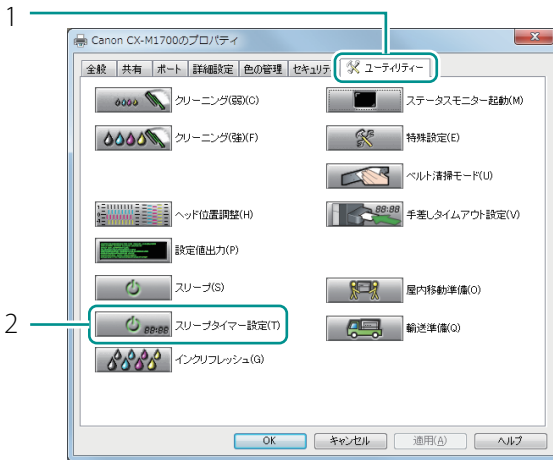 1
Canon CX-M1700のプロパティ
全般 共有 ポート 詳細設定 色の管理 セキュリテ ユーティリティー
クリーニング(弱)(C)
ステータスモニター起動(M)
クリーニング(強)(F)
特殊設定(E)
ベルト清掃モード(U)
ヘッド位置調整(H)
88:88
手差しタイムアウト設定(V)
設定値出力(P)
スリープ(S)
屋内移動準備(O)
2
88:88
スリープタイマー設定(T)
輸送準備(Q)
インクリフレッシュ(G)
OK キャンセル 適用(A) ヘルプ